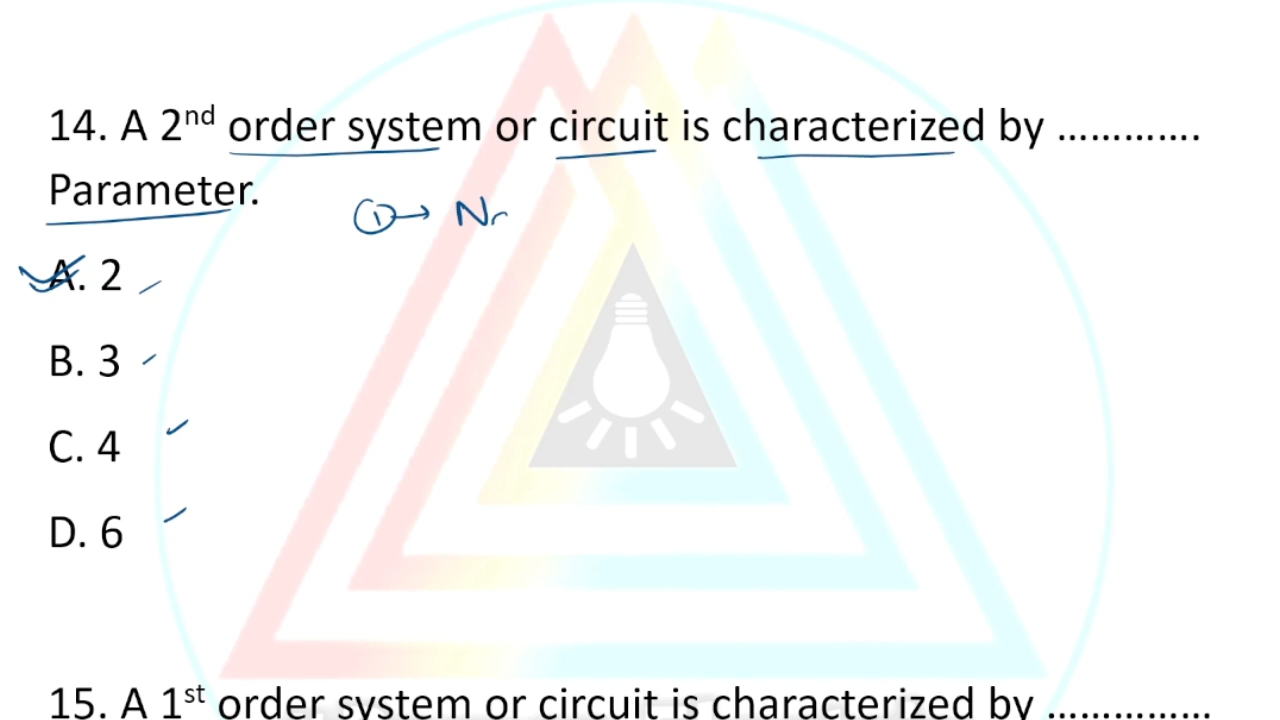 14. A 2nd order system or circuit is characterized by .............
Parameter.
① → Nr
A. 2
B. 3
C. 4
D. 6
15. A 1st order system or circuit is characterized by ...............